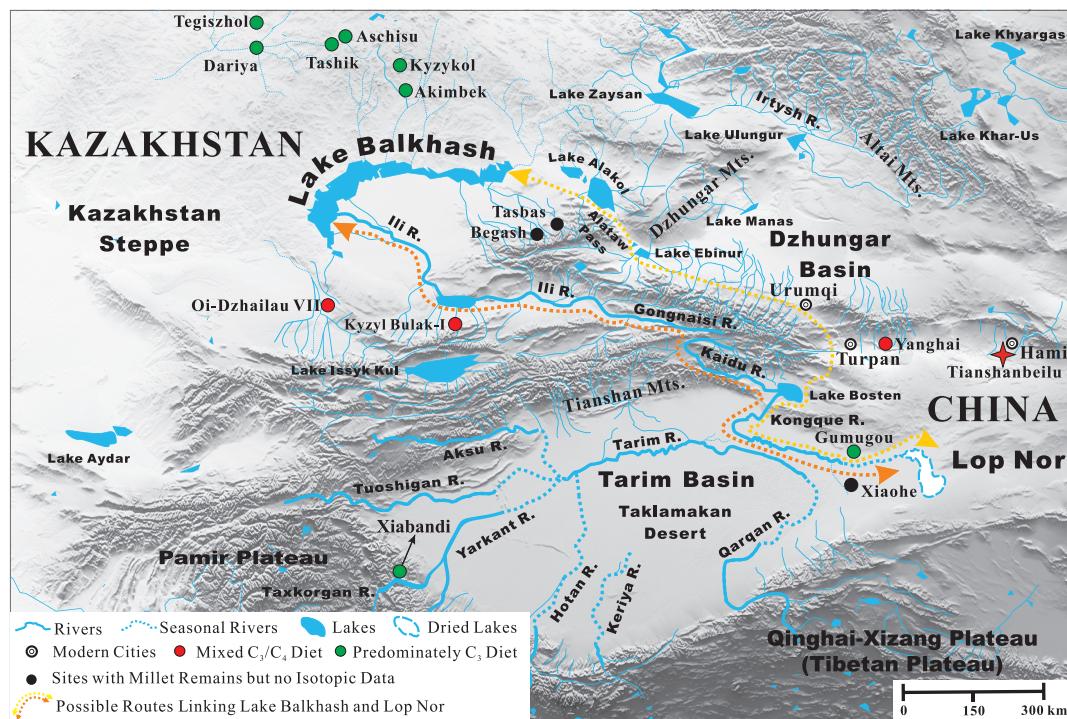 Tegiszhol
Aschisu
Dariya
Tashik
Kyzykol
Akimbek
Lake Khyargas
Lake Zaysan
Irtysh R.
Lake Ulungur
Lake Khar-Us
Altai Mts.
KAZAKHSTAN
Lake Balkhash
Lake Alakol
Dzhungar Mts.
Kazakhstan
Steppe
Ili R.
Tasbas
Begash
Alataw
Pass
Lake Manas
Lake Ebinur
Dzhungar
Basin
Urumqi
Oi-Dzhailau VII
Kyzyl Bulak-I
Ili R.
Gongnaisi R.
Turpan
Yanghai
Hami
Tianshanbeilu
Lake Issyk Kul
Kaidu R.
Tianshan Mts.
Lake Bosten
CHINA
Kongque R.
Gumugou
Lop Nor
Lake Aydar
Aksu R.
Tarim R.
Xiaohe
Tuoshigan R.
Tarim Basin
Taklamakan
Desert
Xiabandi
Yarkant R.
Qarqan R.
Pamir Plateau
Taxkorgan R.
Hotan R.
Keriya R.
Qinghai-Xizang Plateau
(Tibetan Plateau)
Rivers Seasonal Rivers Lakes Dried Lakes
Modern Cities Mixed C₃/C₄ Diet Predominately C₃ Diet
Sites with Millet Remains but no Isotopic Data
Possible Routes Linking Lake Balkhash and Lop Nor
0 150 300 km